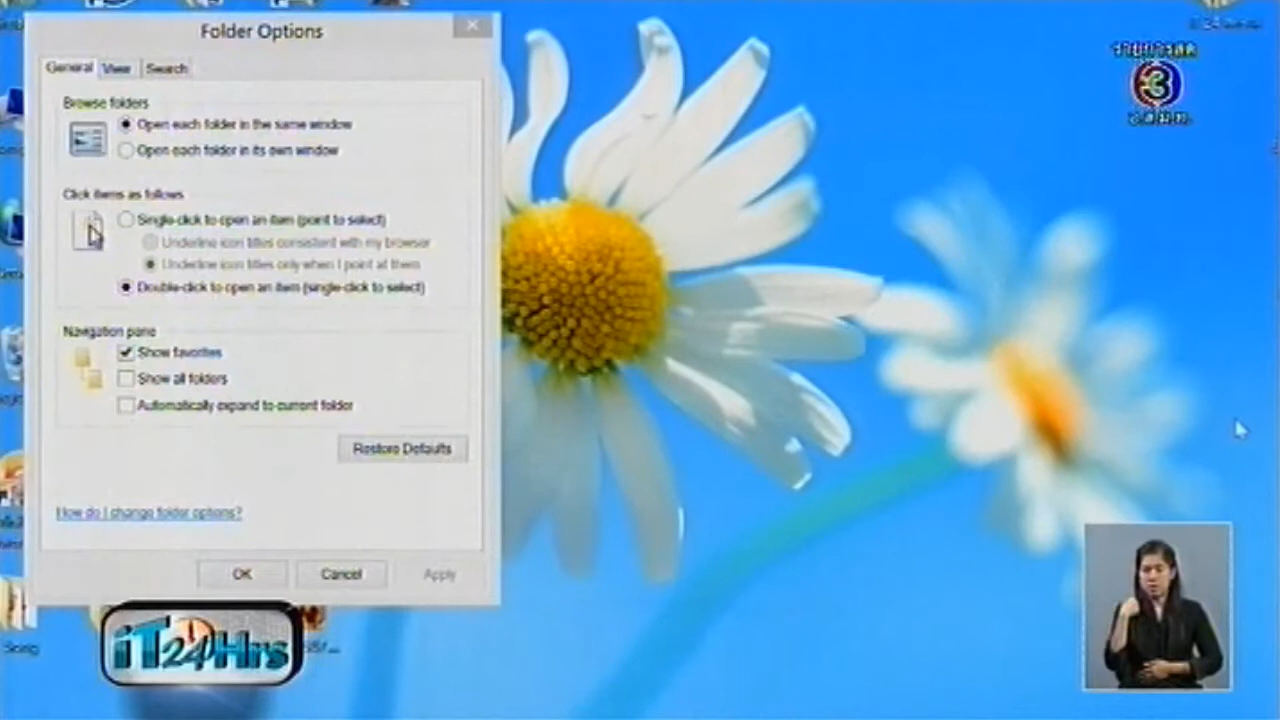 Folder Options
General View Search
Browse folders
Open each folder in the same window
Open each folder in its own window
Click items as follows
Single-click to open an item (point to select)
Underline icon titles consistent with my browser
Underline icon titles only when I point at them
Double-click to open an item (single-click to select)
Navigation pane
Show favorites
Show all folders
Automatically expand to current folder
Restore Defaults
How do I change folder options?
OK Cancel Apply
iT24Hrs
Song
3